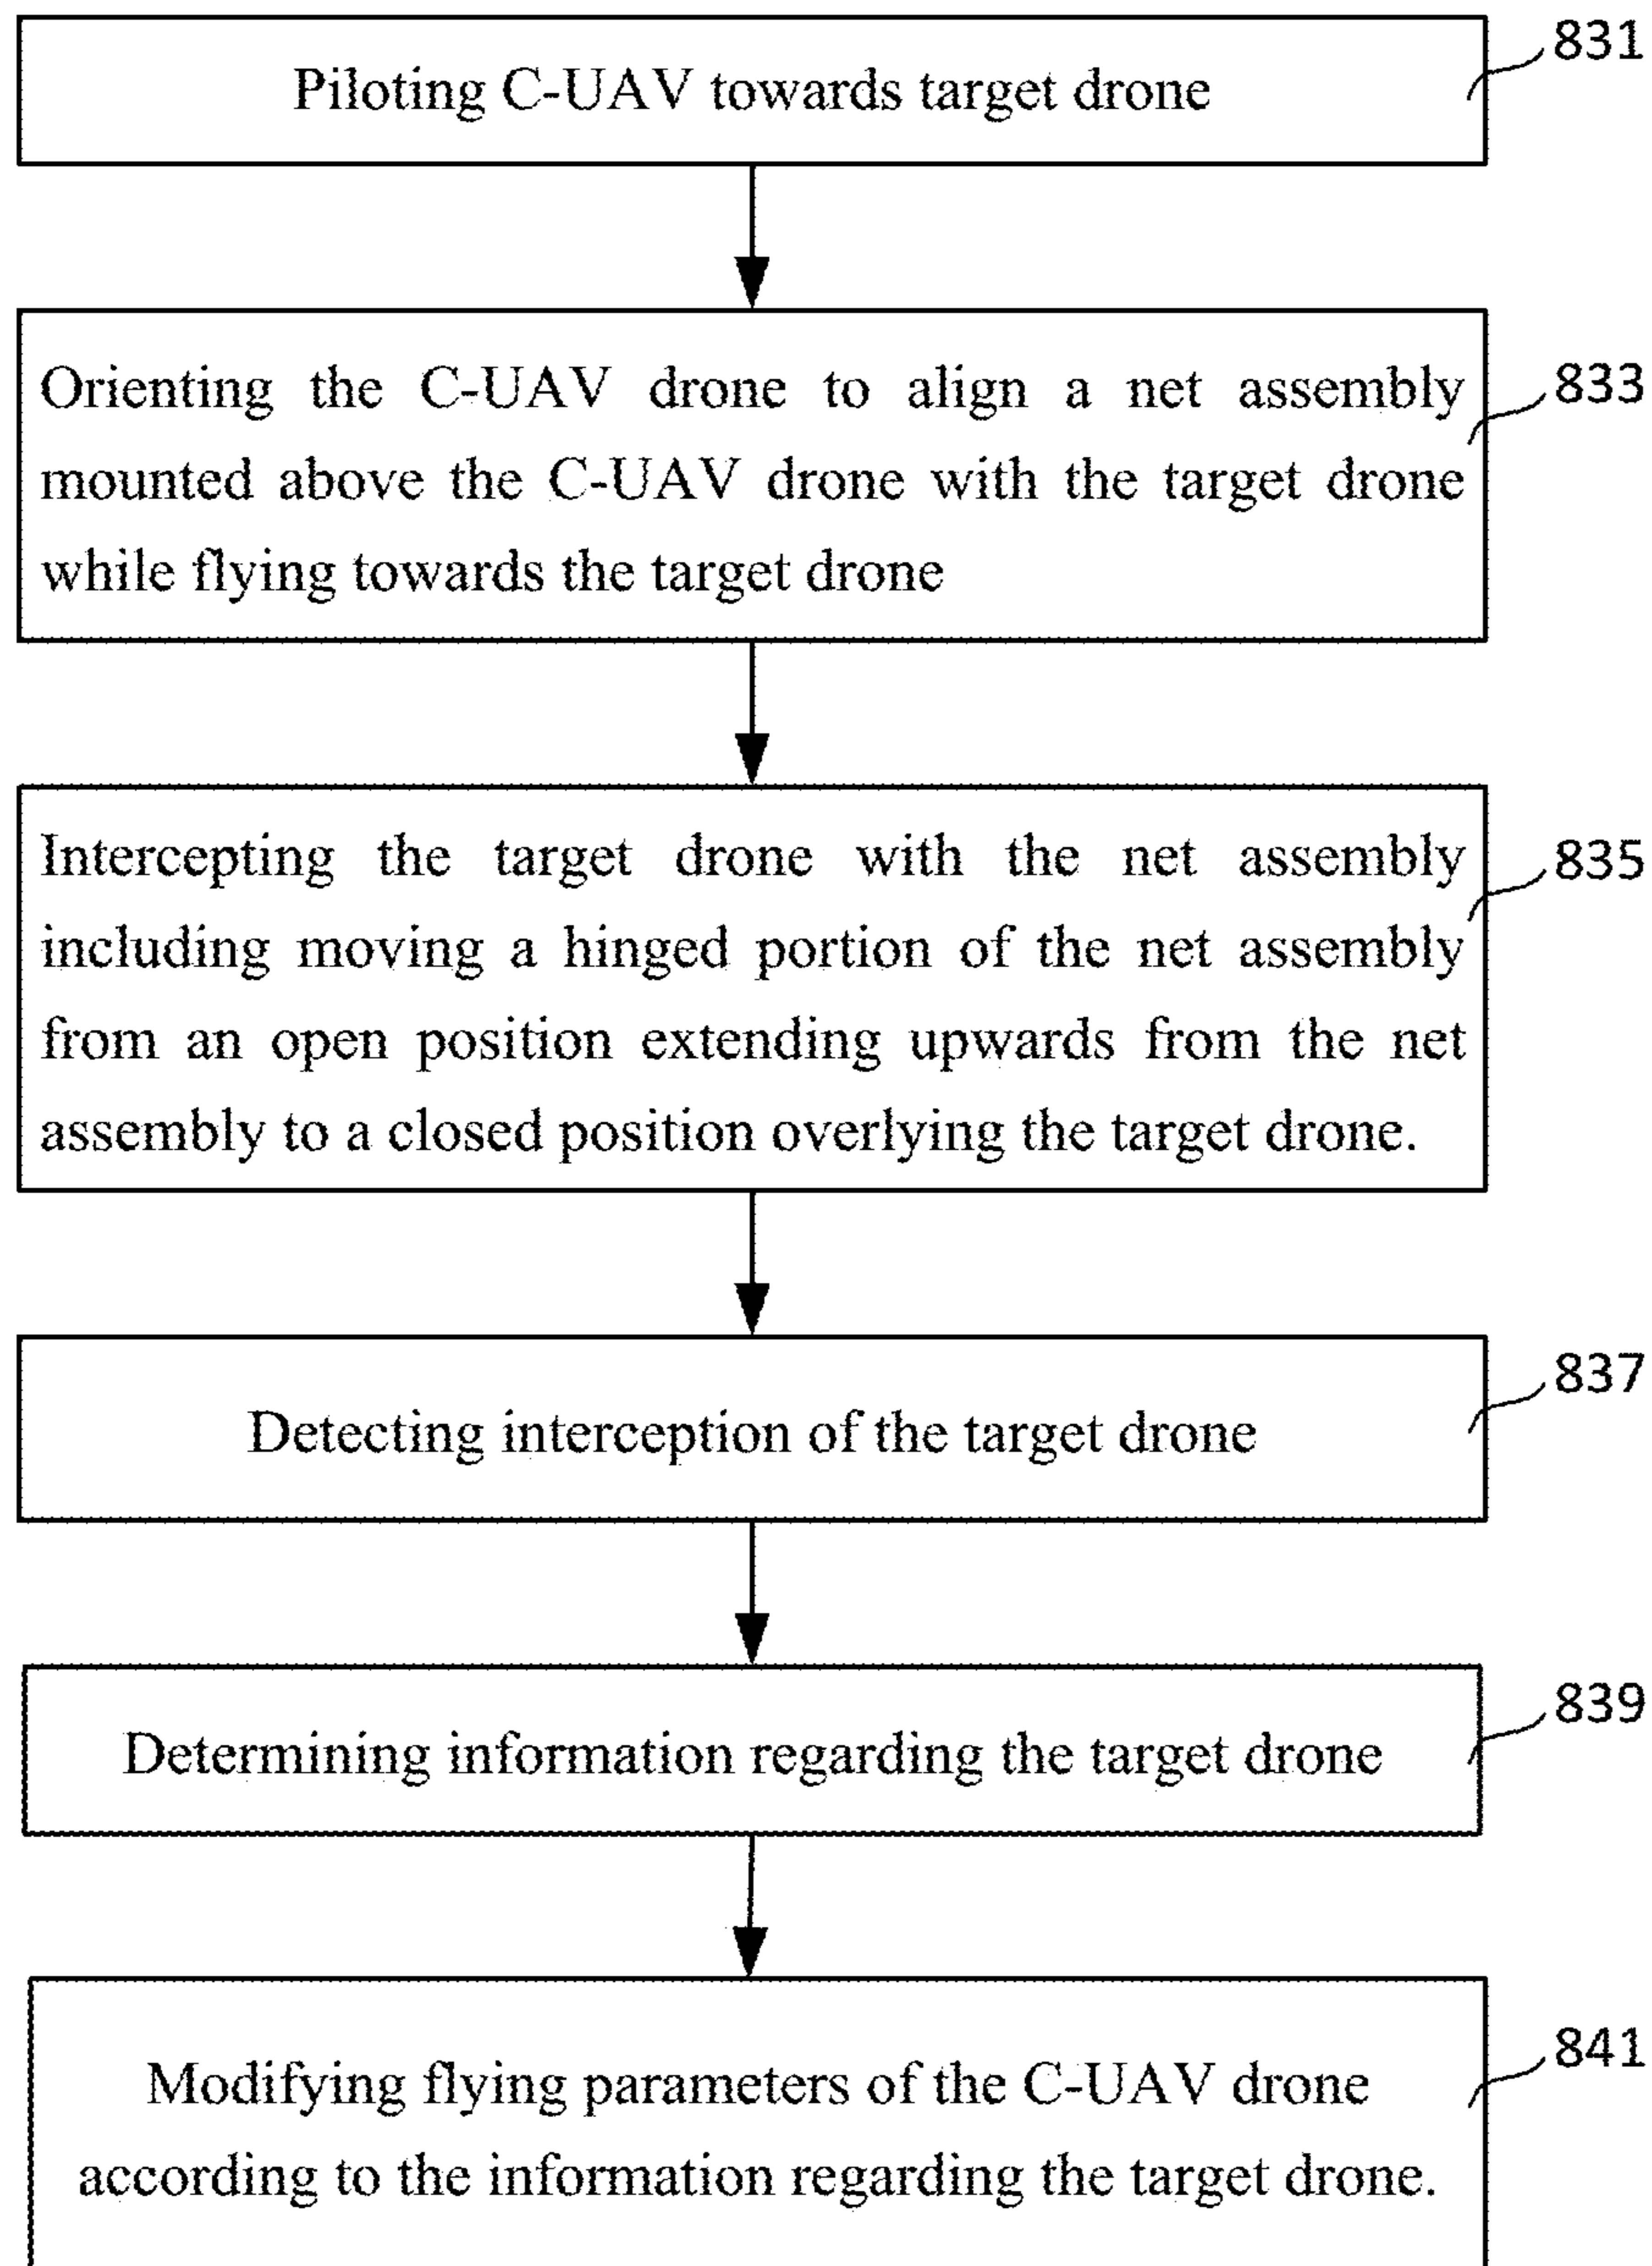 Piloting C-UAV towards target drone
831
Orienting the C-UAV drone to align a net assembly
mounted above the C-UAV drone with the target drone
while flying towards the target drone
833
Intercepting the target drone with the net assembly
including moving a hinged portion of the net assembly
from an open position extending upwards from the net
assembly to a closed position overlying the target drone.
835
Detecting interception of the target drone
837
Determining information regarding the target drone
839
Modifying flying parameters of the C-UAV drone
according to the information regarding the target drone.
841